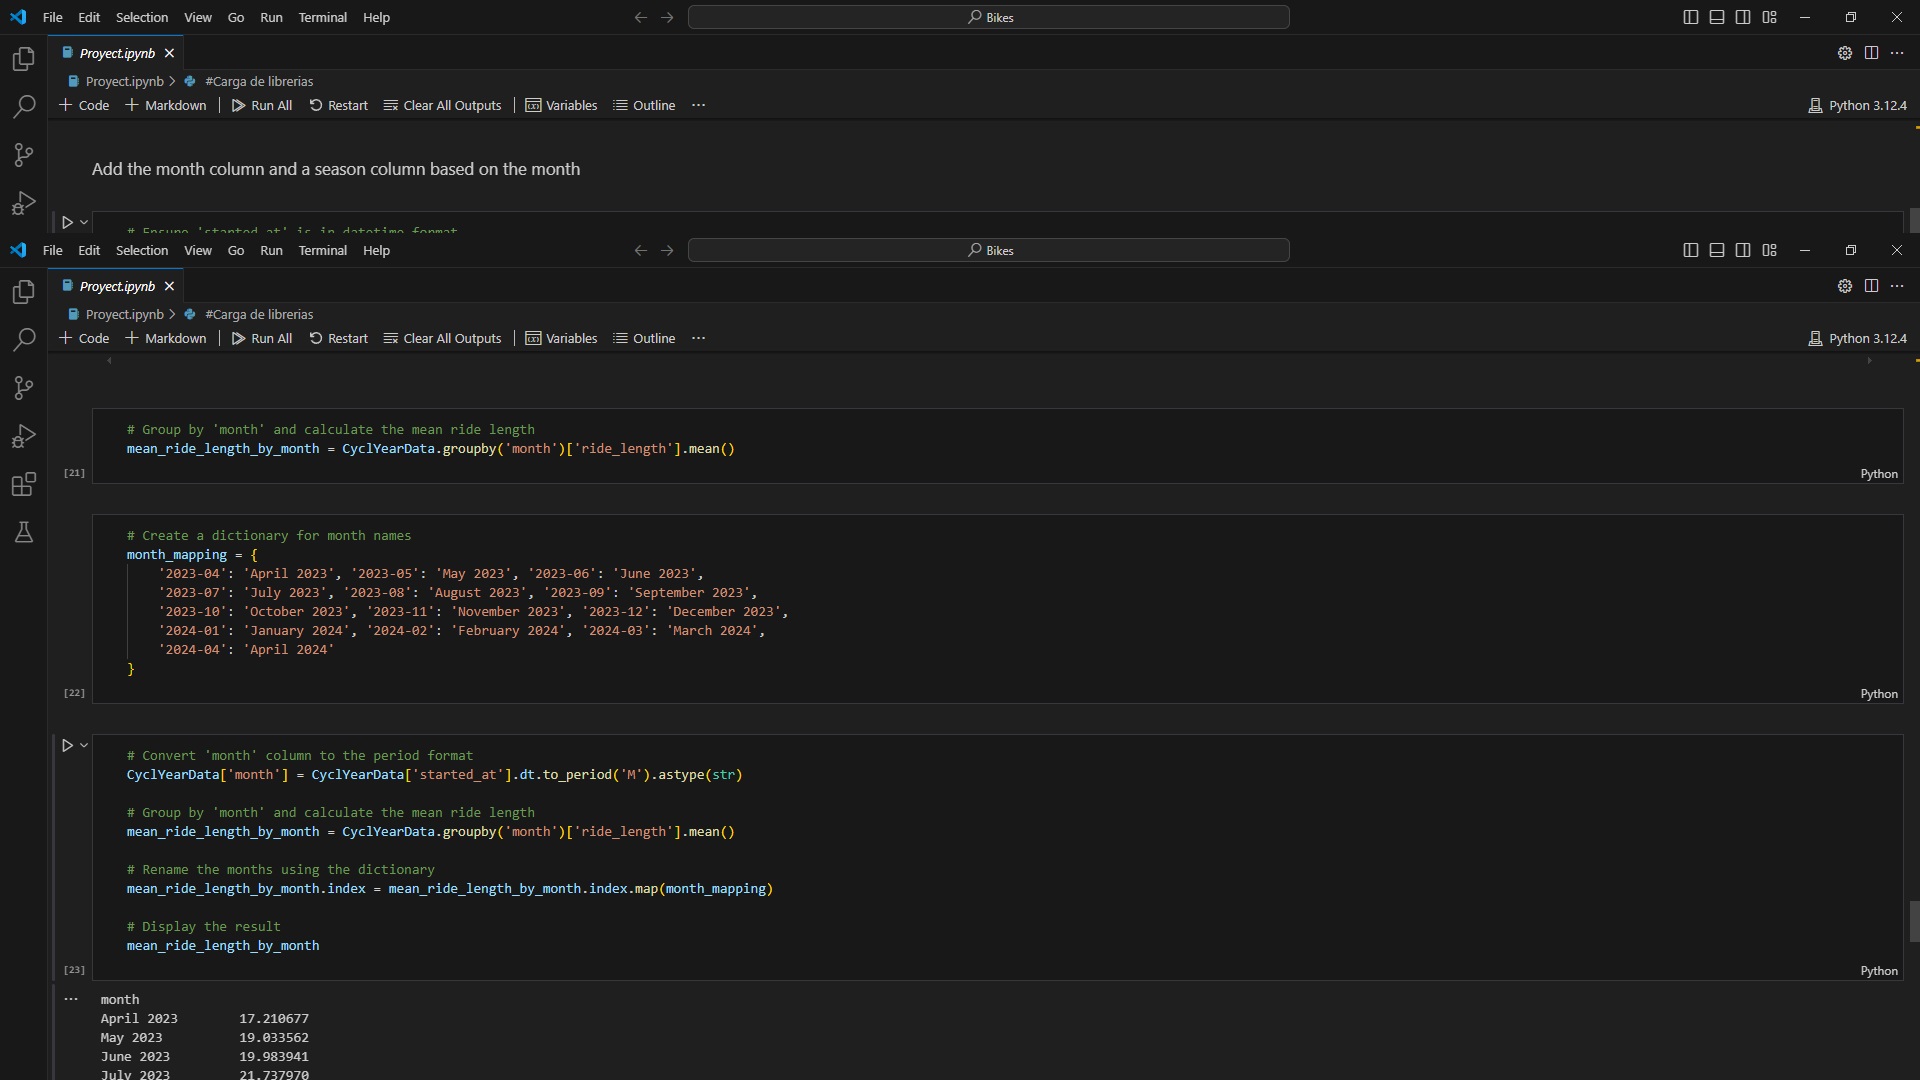 File Edit Selection View Go Run Terminal Help Bikes
Proyect.ipynb
Proyect.ipynb > #Carga de librerias
Code Markdown Run All Restart Clear All Outputs Variables Outline ... Python 3.12.4
Add the month column and a season column based on the month
# Ensure 'started_at' is in datetime format
File Edit Selection View Go Run Terminal Help Bikes
Proyect.ipynb
Proyect.ipynb > #Carga de librerias
Code Markdown Run All Restart Clear All Outputs Variables Outline ... Python 3.12.4
# Group by 'month' and calculate the mean ride length
mean_ride_length_by_month = CyclYearData.groupby('month')['ride_length'].mean()
[21] Python
# Create a dictionary for month names
month_mapping = {
'2023-04': 'April 2023', '2023-05': 'May 2023', '2023-06': 'June 2023',
'2023-07': 'July 2023', '2023-08': 'August 2023', '2023-09': 'September 2023',
'2023-10': 'October 2023', '2023-11': 'November 2023', '2023-12': 'December 2023',
'2024-01': 'January 2024', '2024-02': 'February 2024', '2024-03': 'March 2024',
'2024-04': 'April 2024'
}
[22] Python
# Convert 'month' column to the period format
CyclYearData['month'] = CyclYearData['started_at'].dt.to_period('M').astype(str)
# Group by 'month' and calculate the mean ride length
mean_ride_length_by_month = CyclYearData.groupby('month')['ride_length'].mean()
# Rename the months using the dictionary
mean_ride_length_by_month.index = mean_ride_length_by_month.index.map(month_mapping)
# Display the result
mean_ride_length_by_month
[23] Python
... month
April 2023 17.210677
May 2023 19.033562
June 2023 19.983941
July 2023 21.737970